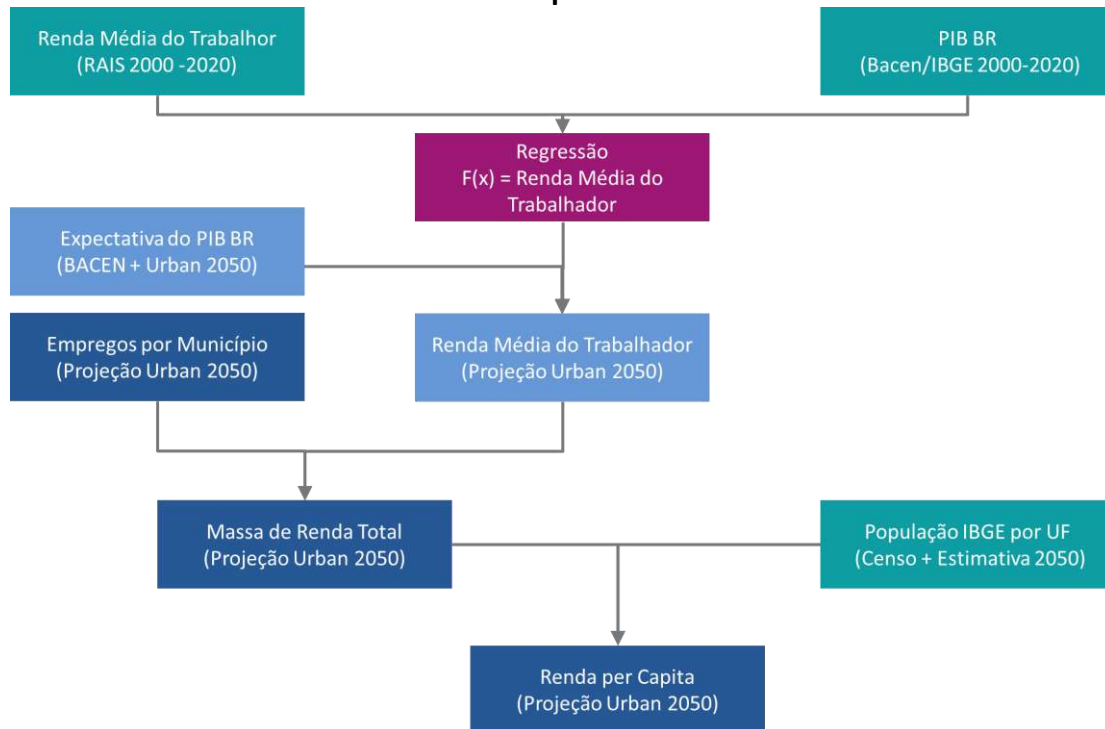 Renda Média do Trabalhor
(RAIS 2000 -2020)
PIB BR
(Bacen/IBGE 2000-2020)
Regressão
F(x) = Renda Média do
Trabalhador
Expectativa do PIB BR
(BACEN + Urban 2050)
Empregos por Município
(Projeção Urban 2050)
Renda Média do Trabalhador
(Projeção Urban 2050)
Massa de Renda Total
(Projeção Urban 2050)
População IBGE por UF
(Censo + Estimativa 2050)
Renda per Capita
(Projeção Urban 2050)